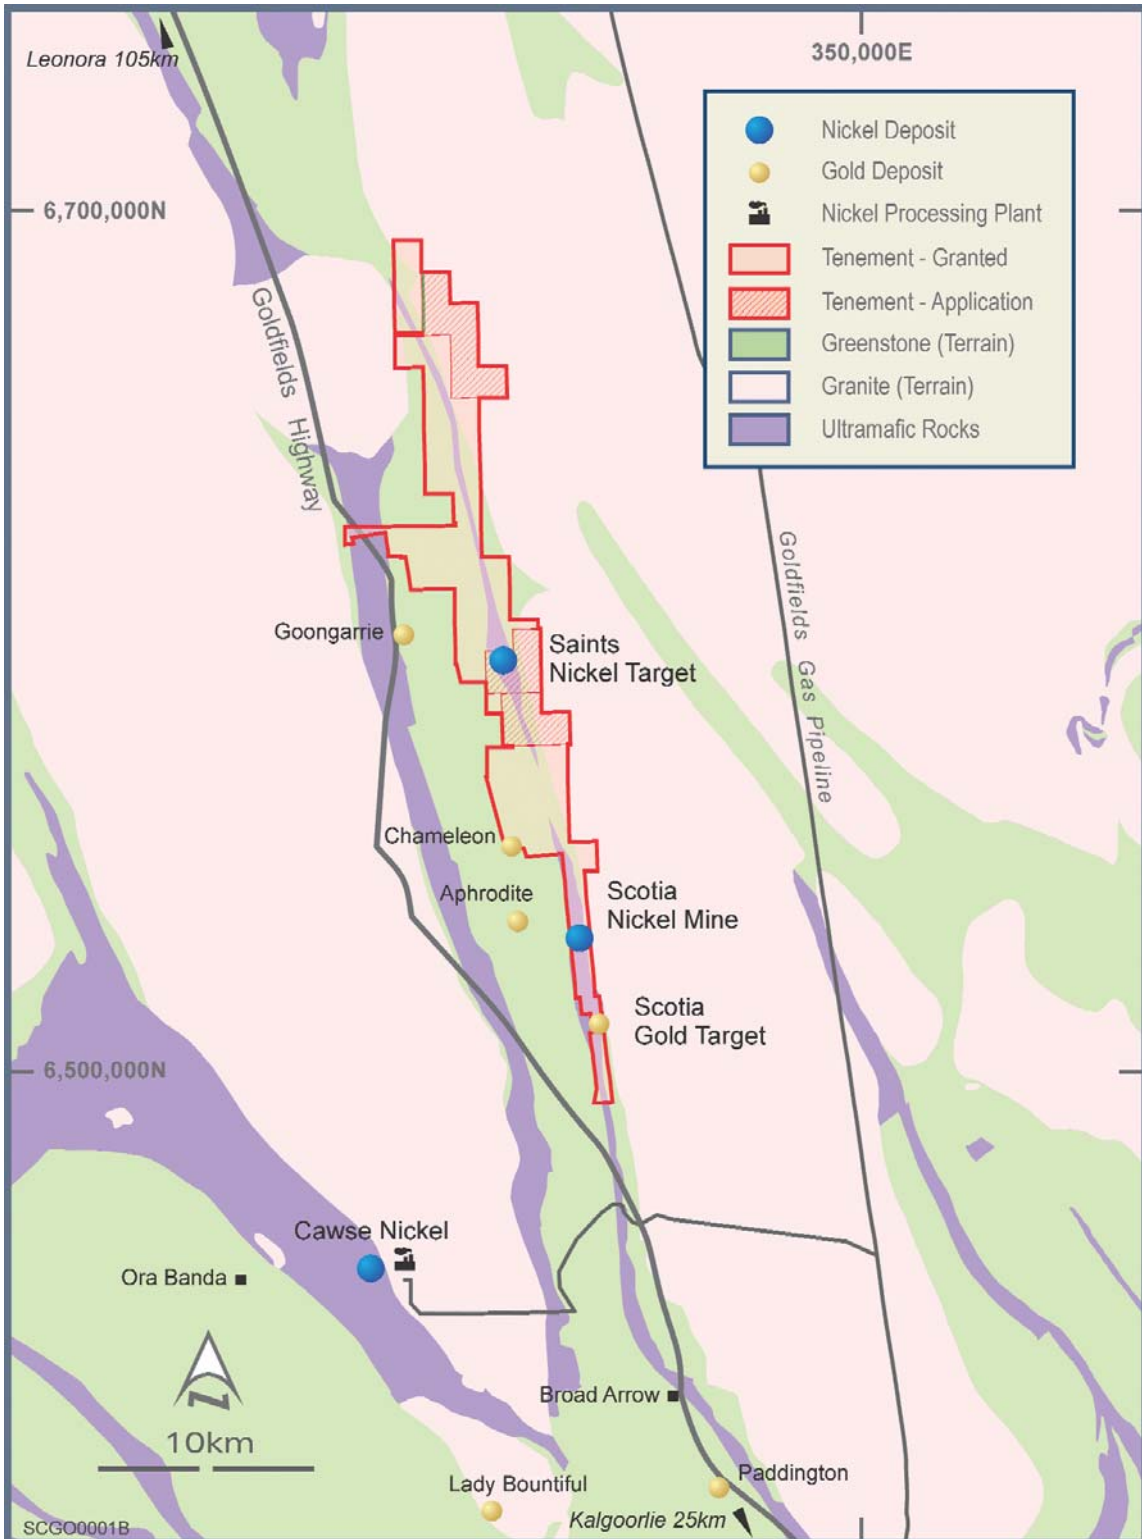 Leonora 105km
350,000E
Nickel Deposit
Gold Deposit
Nickel Processing Plant
Tenement - Granted
Tenement - Application
Greenstone (Terrain)
Granite (Terrain)
Ultramafic Rocks
6,700,000N
Goldfields Highway
Goldfields Gas Pipeline
Goongarrie
Saints
Nickel Target
Chameleon
Aphrodite
Scotia
Nickel Mine
Scotia
Gold Target
6,500,000N
Cawse Nickel
Ora Banda
N
Broad Arrow
10km
Paddington
Lady Bountiful
Kalgoorlie 25km
SCGO0001B